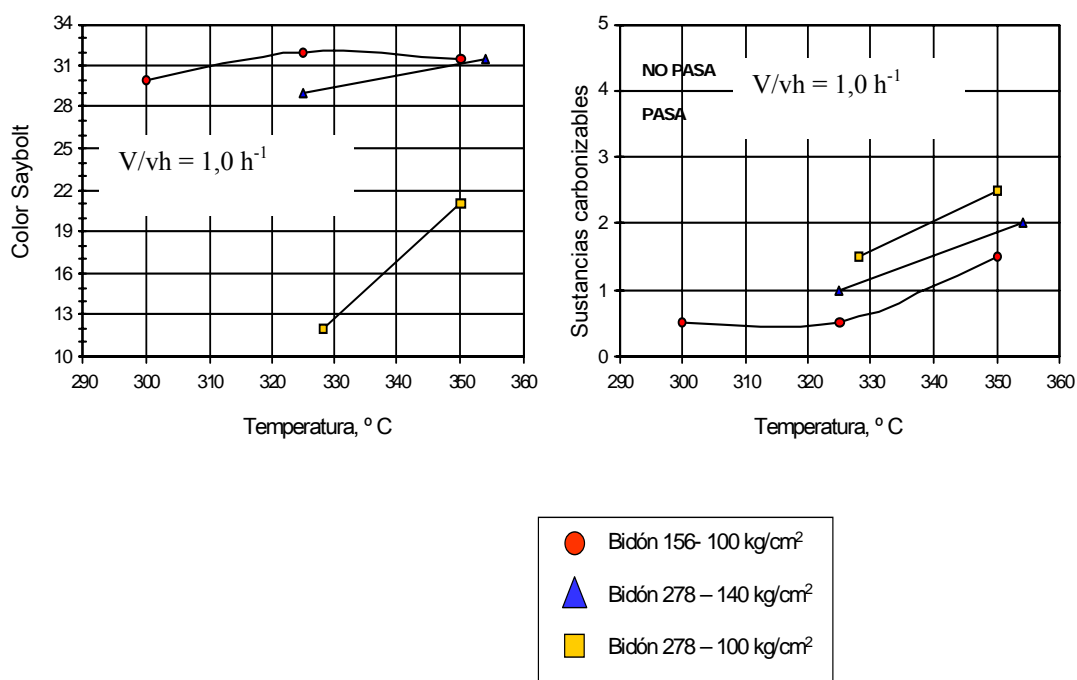 34
31
28
25
22
19
16
13
10
Color Saybolt
V/vh = 1,0 h-1
290 300 310 320 330 340 350 360
Temperatura, º C
5
4
3
2
1
0
Sustancias carbonizables
NO PASA
PASA
V/vh = 1,0 h-1
290 300 310 320 330 340 350 360
Temperatura, º C
Bidón 156- 100 kg/cm²
Bidón 278 – 140 kg/cm²
Bidón 278 – 100 kg/cm²